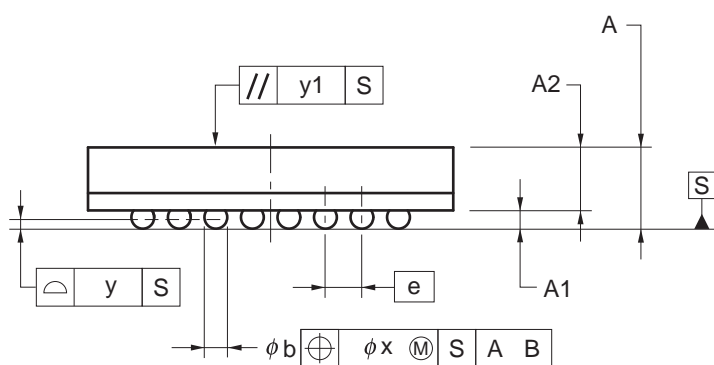 A
// y1 S
A2
S
⌓ y S
e
A1
φb ⌖ φx Ⓜ S A B